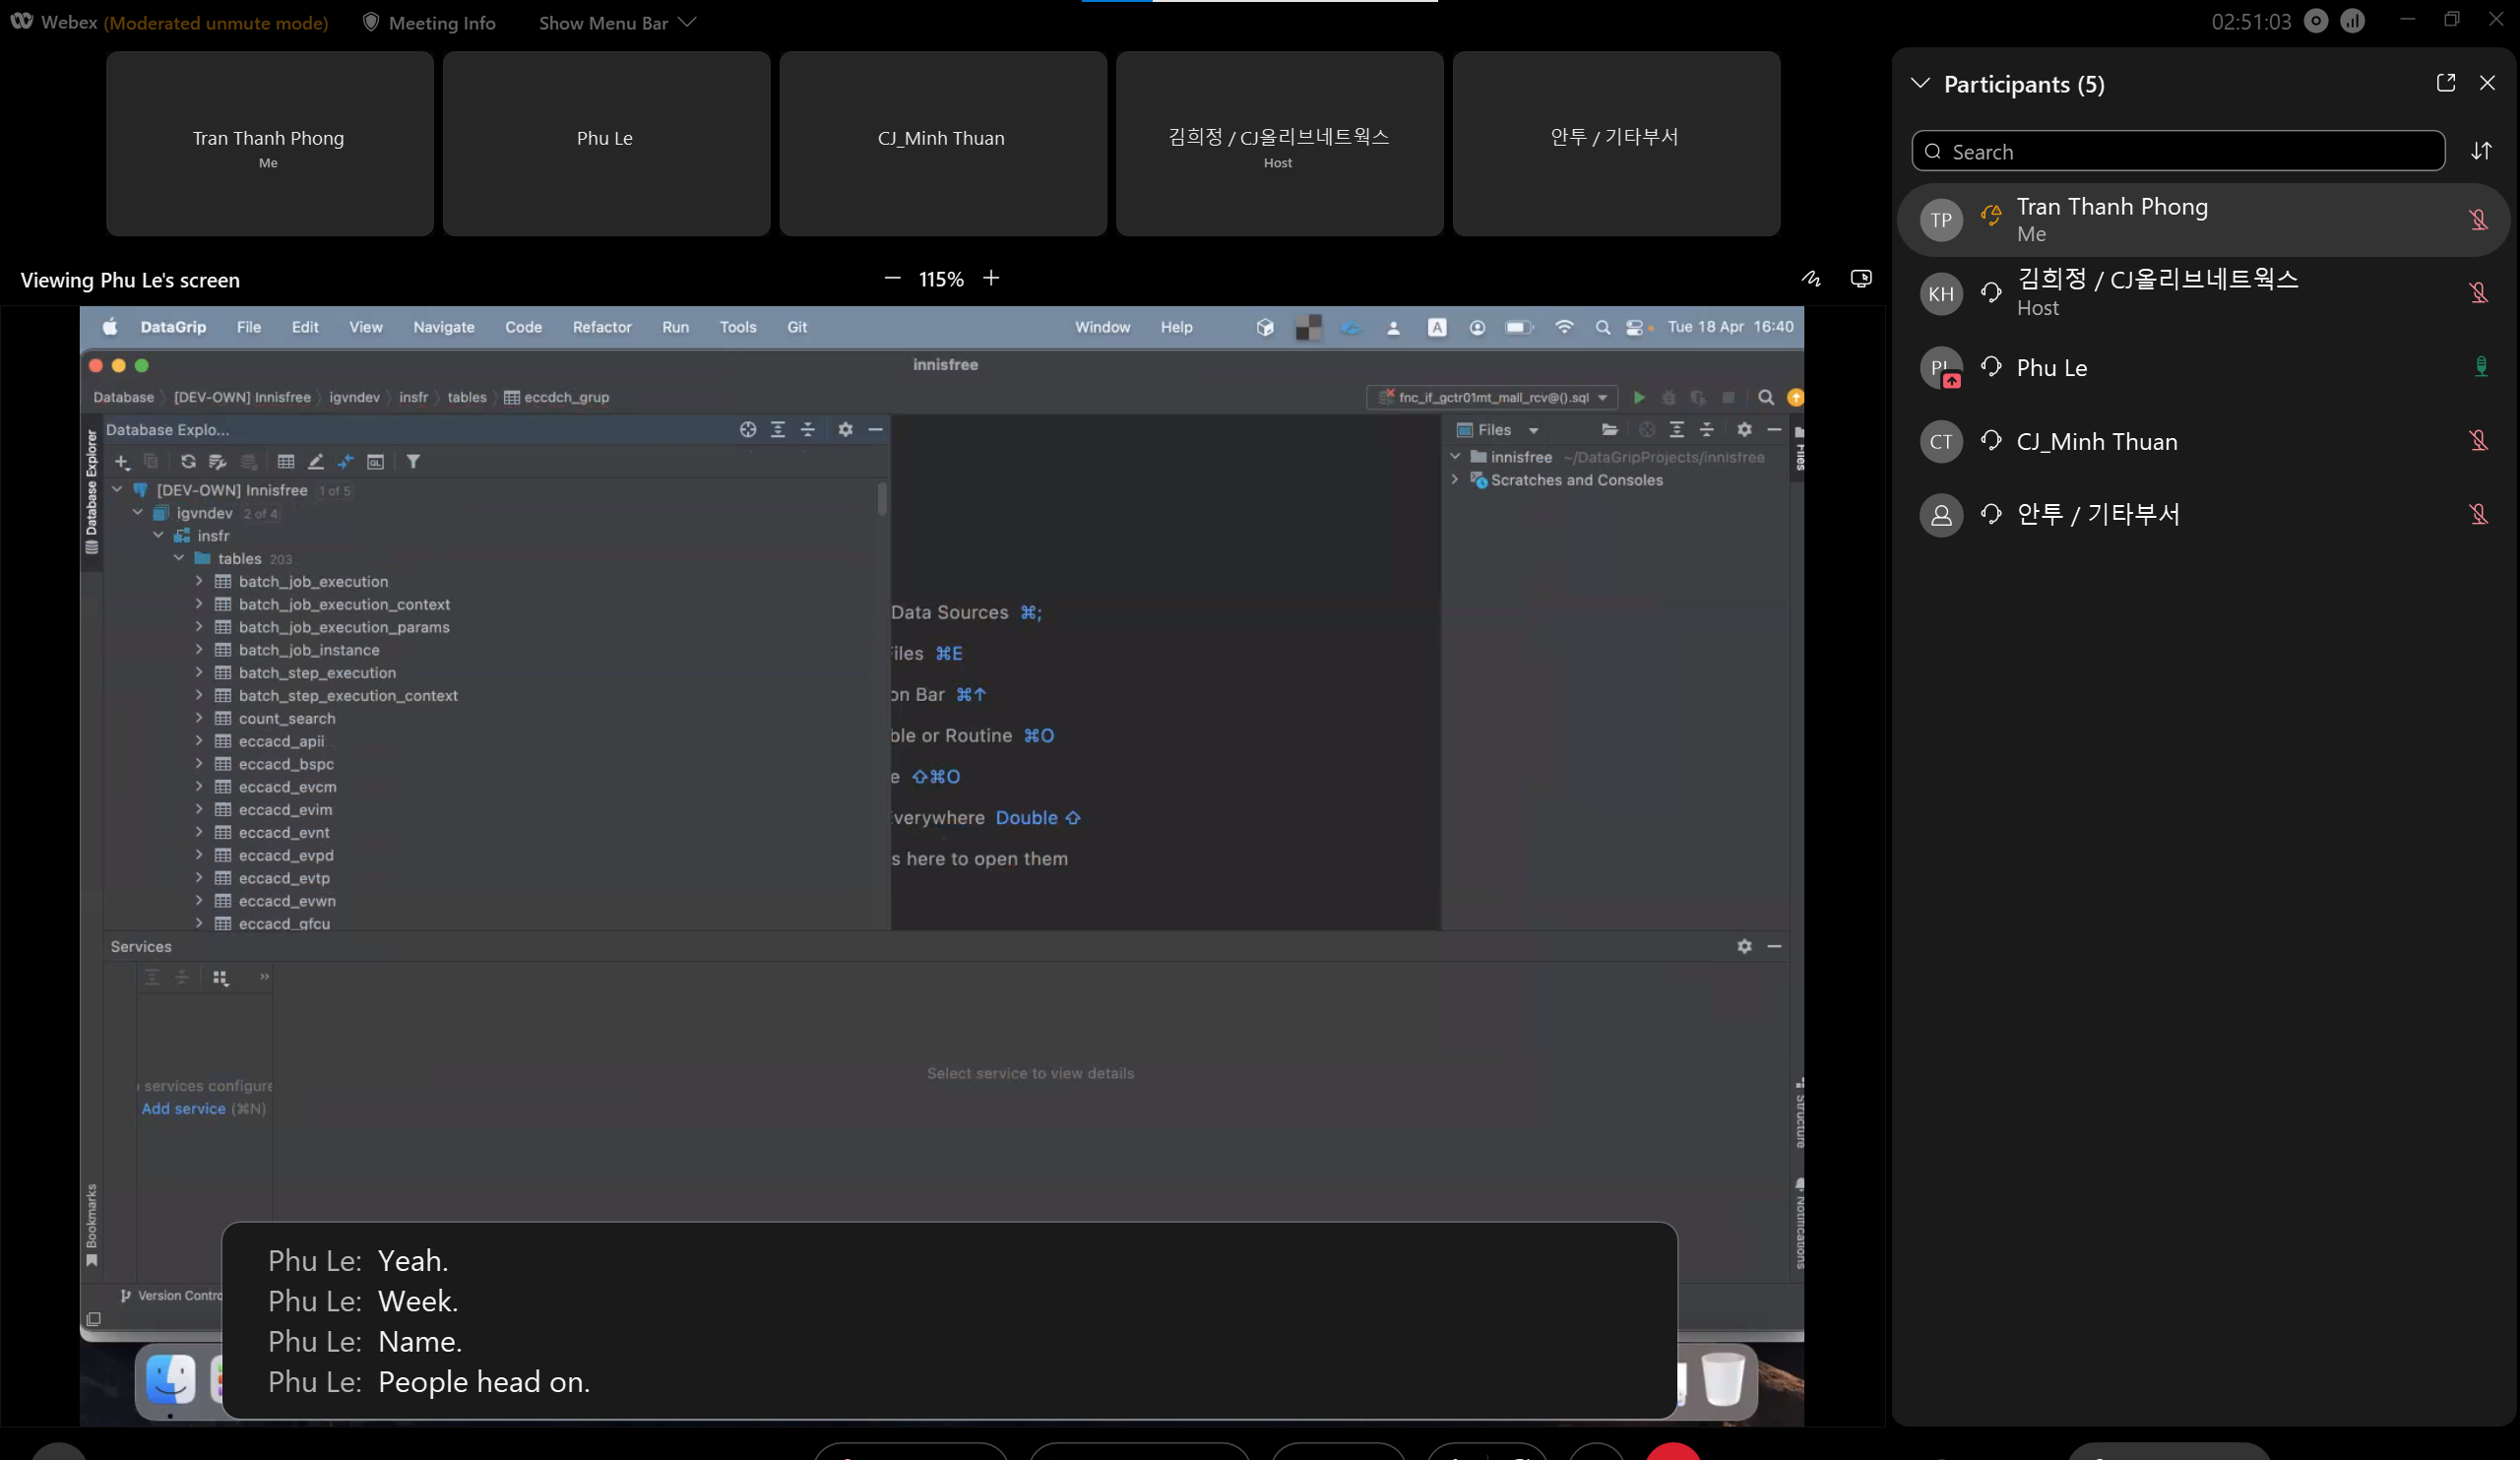 Webex (Moderated unmute mode) Meeting Info Show Menu Bar 02:51:03
Tran Thanh Phong
Me
Phu Le
CJ_Minh Thuan
김희정 / CJ올리브네트웍스
Host
안투 / 기타부서
Viewing Phu Le's screen 115%
DataGrip File Edit View Navigate Code Refactor Run Tools Git Window Help A Tue 18 Apr 16:40
innisfree
Database [DEV-OWN] Innisfree igvndev insfr tables eccdch_grup fnc_if_gctr01mt_mall_rcv@().sql
Database Explorer
Database Explo...
QL
[DEV-OWN] Innisfree 1 of 5
igvndev 2 of 4
insfr
tables 203
batch_job_execution
batch_job_execution_context
batch_job_execution_params
batch_job_instance
batch_step_execution
batch_step_execution_context
count_search
eccacd_apii
eccacd_bspc
eccacd_evcm
eccacd_evim
eccacd_evnt
eccacd_evpd
eccacd_evtp
eccacd_evwn
eccacd_gfcu
Data Sources ⌘;
iles ⌘E
on Bar ⌘↑
ble or Routine ⌘O
e ⇧⌘O
verywhere Double ⇧
s here to open them
Files
innisfree ~/DataGripProjects/innisfree
Scratches and Consoles
Files
Services
services configure
Add service (⌘N)
Select service to view details
Structure
Notifications
Bookmarks
Version Contro
Phu Le: Yeah.
Phu Le: Week.
Phu Le: Name.
Phu Le: People head on.
Participants (5)
Search
TP Tran Thanh Phong
Me
KH 김희정 / CJ올리브네트웍스
Host
PL Phu Le
CT CJ_Minh Thuan
안투 / 기타부서